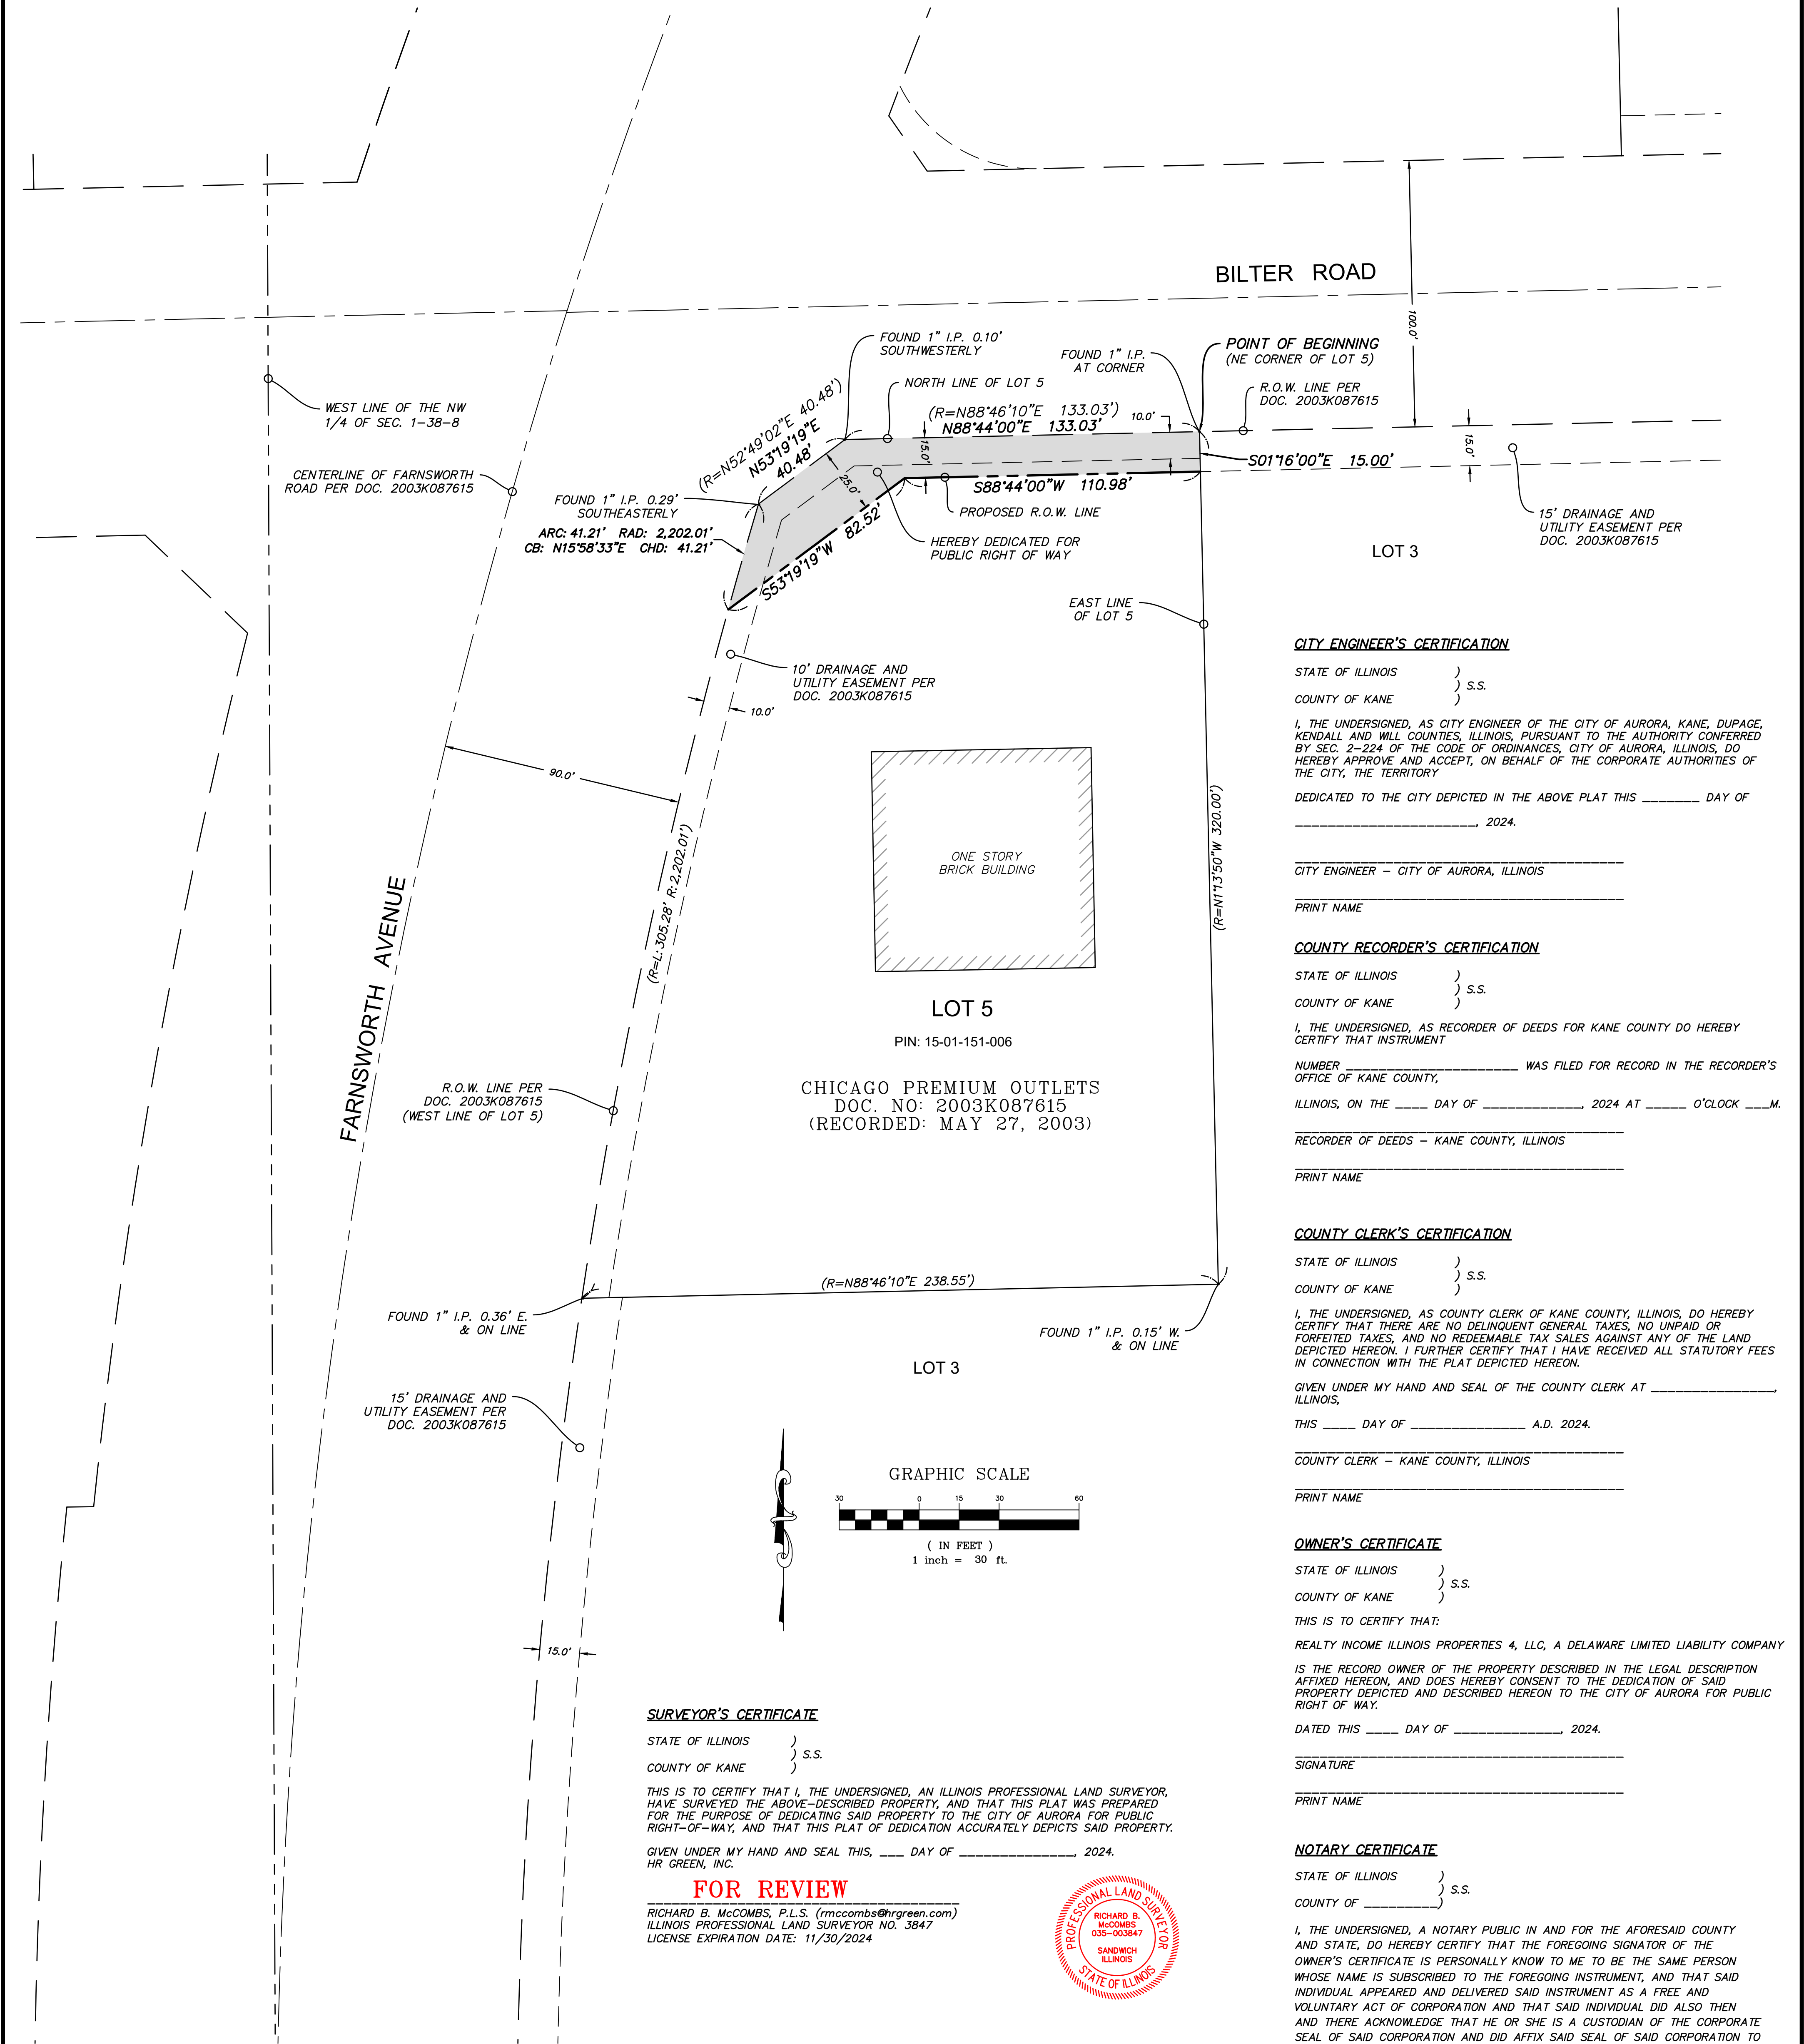 BILTER ROAD
100.0'
FOUND 1" I.P. 0.10'
SOUTHWESTERLY
FOUND 1" I.P.
AT CORNER
POINT OF BEGINNING
(NE CORNER OF LOT 5)
R.O.W. LINE PER
DOC. 2003K087615
NORTH LINE OF LOT 5
WEST LINE OF THE NW
1/4 OF SEC. 1-38-8
(R=N88°46'10"E 133.03')
N88°44'00"E 133.03'
10.0'
15.0'
15.0'
(R=N52°49'02"E 40.48')
N53°19'19"E
40.48'
25.0'
S01°16'00"E 15.00'
S88°44'00"W 110.98'
CENTERLINE OF FARNSWORTH
ROAD PER DOC. 2003K087615
FOUND 1" I.P. 0.29'
SOUTHEASTERLY
ARC: 41.21' RAD: 2,202.01'
CB: N15°58'33"E CHD: 41.21'
S53°19'19"W 82.52'
PROPOSED R.O.W. LINE
HEREBY DEDICATED FOR
PUBLIC RIGHT OF WAY
15' DRAINAGE AND
UTILITY EASEMENT PER
DOC. 2003K087615
LOT 3
EAST LINE
OF LOT 5
10' DRAINAGE AND
UTILITY EASEMENT PER
DOC. 2003K087615
10.0'
90.0'
(R=L:305.28' R:2,202.01')
(R=N1°13'50"W 320.00')
ONE STORY
BRICK BUILDING
FARNSWORTH AVENUE
LOT 5
PIN: 15-01-151-006
CHICAGO PREMIUM OUTLETS
DOC. NO: 2003K087615
(RECORDED: MAY 27, 2003)
R.O.W. LINE PER
DOC. 2003K087615
(WEST LINE OF LOT 5)
(R=N88°46'10"E 238.55')
FOUND 1" I.P. 0.36' E.
& ON LINE
FOUND 1" I.P. 0.15' W.
& ON LINE
LOT 3
15' DRAINAGE AND
UTILITY EASEMENT PER
DOC. 2003K087615
15.0'
GRAPHIC SCALE
30 0 15 30 60
( IN FEET )
1 inch = 30 ft.
SURVEYOR'S CERTIFICATE
STATE OF ILLINOIS )
) S.S.
COUNTY OF KANE )
THIS IS TO CERTIFY THAT I, THE UNDERSIGNED, AN ILLINOIS PROFESSIONAL LAND SURVEYOR,
HAVE SURVEYED THE ABOVE-DESCRIBED PROPERTY, AND THAT THIS PLAT WAS PREPARED
FOR THE PURPOSE OF DEDICATING SAID PROPERTY TO THE CITY OF AURORA FOR PUBLIC
RIGHT-OF-WAY, AND THAT THIS PLAT OF DEDICATION ACCURATELY DEPICTS SAID PROPERTY.
GIVEN UNDER MY HAND AND SEAL THIS, ___ DAY OF ______________, 2024.
HR GREEN, INC.
FOR REVIEW
RICHARD B. McCOMBS, P.L.S. (rmccombs@hrgreen.com)
ILLINOIS PROFESSIONAL LAND SURVEYOR NO. 3847
LICENSE EXPIRATION DATE: 11/30/2024
PROFESSIONAL LAND SURVEYOR
RICHARD B.
McCOMBS
035-003847
SANDWICH
ILLINOIS
STATE OF ILLINOIS
CITY ENGINEER'S CERTIFICATION
STATE OF ILLINOIS )
) S.S.
COUNTY OF KANE )
I, THE UNDERSIGNED, AS CITY ENGINEER OF THE CITY OF AURORA, KANE, DUPAGE,
KENDALL AND WILL COUNTIES, ILLINOIS, PURSUANT TO THE AUTHORITY CONFERRED
BY SEC. 2-224 OF THE CODE OF ORDINANCES, CITY OF AURORA, ILLINOIS, DO
HEREBY APPROVE AND ACCEPT, ON BEHALF OF THE CORPORATE AUTHORITIES OF
THE CITY, THE TERRITORY
DEDICATED TO THE CITY DEPICTED IN THE ABOVE PLAT THIS _______ DAY OF
______________________, 2024.
CITY ENGINEER - CITY OF AURORA, ILLINOIS
PRINT NAME
COUNTY RECORDER'S CERTIFICATION
STATE OF ILLINOIS )
) S.S.
COUNTY OF KANE )
I, THE UNDERSIGNED, AS RECORDER OF DEEDS FOR KANE COUNTY DO HEREBY
CERTIFY THAT INSTRUMENT
NUMBER _____________________ WAS FILED FOR RECORD IN THE RECORDER'S
OFFICE OF KANE COUNTY,
ILLINOIS, ON THE ____ DAY OF ____________, 2024 AT _____ O'CLOCK ___M.
RECORDER OF DEEDS - KANE COUNTY, ILLINOIS
PRINT NAME
COUNTY CLERK'S CERTIFICATION
STATE OF ILLINOIS )
) S.S.
COUNTY OF KANE )
I, THE UNDERSIGNED, AS COUNTY CLERK OF KANE COUNTY, ILLINOIS, DO HEREBY
CERTIFY THAT THERE ARE NO DELINQUENT GENERAL TAXES, NO UNPAID OR
FORFEITED TAXES, AND NO REDEEMABLE TAX SALES AGAINST ANY OF THE LAND
DEPICTED HEREON. I FURTHER CERTIFY THAT I HAVE RECEIVED ALL STATUTORY FEES
IN CONNECTION WITH THE PLAT DEPICTED HEREON.
GIVEN UNDER MY HAND AND SEAL OF THE COUNTY CLERK AT _______________,
ILLINOIS,
THIS ____ DAY OF ______________ A.D. 2024.
COUNTY CLERK - KANE COUNTY, ILLINOIS
PRINT NAME
OWNER'S CERTIFICATE
STATE OF ILLINOIS )
) S.S.
COUNTY OF KANE )
THIS IS TO CERTIFY THAT:
REALTY INCOME ILLINOIS PROPERTIES 4, LLC, A DELAWARE LIMITED LIABILITY COMPANY
IS THE RECORD OWNER OF THE PROPERTY DESCRIBED IN THE LEGAL DESCRIPTION
AFFIXED HEREON, AND DOES HEREBY CONSENT TO THE DEDICATION OF SAID
PROPERTY DEPICTED AND DESCRIBED HEREON TO THE CITY OF AURORA FOR PUBLIC
RIGHT OF WAY.
DATED THIS ____ DAY OF _____________, 2024.
SIGNATURE
PRINT NAME
NOTARY CERTIFICATE
STATE OF ILLINOIS )
) S.S.
COUNTY OF _________)
I, THE UNDERSIGNED, A NOTARY PUBLIC IN AND FOR THE AFORESAID COUNTY
AND STATE, DO HEREBY CERTIFY THAT THE FOREGOING SIGNATOR OF THE
OWNER'S CERTIFICATE IS PERSONALLY KNOW TO ME TO BE THE SAME PERSON
WHOSE NAME IS SUBSCRIBED TO THE FOREGOING INSTRUMENT, AND THAT SAID
INDIVIDUAL APPEARED AND DELIVERED SAID INSTRUMENT AS A FREE AND
VOLUNTARY ACT OF CORPORATION AND THAT SAID INDIVIDUAL DID ALSO THEN
AND THERE ACKNOWLEDGE THAT HE OR SHE IS A CUSTODIAN OF THE CORPORATE
SEAL OF SAID CORPORATION AND DID AFFIX SAID SEAL OF SAID CORPORATION TO